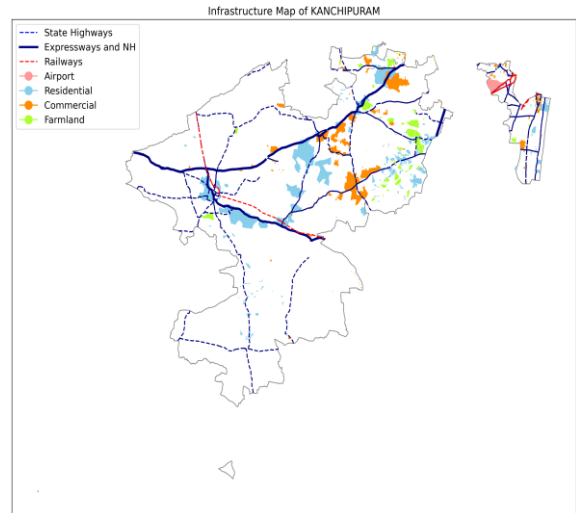 Infrastructure Map of KANCHIPURAM
State Highways
Expressways and NH
Railways
Airport
Residential
Commercial
Farmland